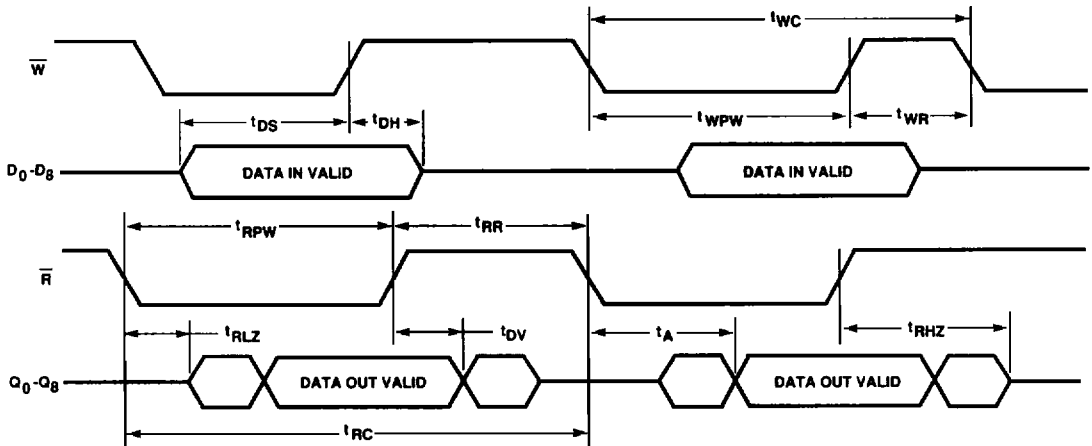 tWC
W
tDS
tDH
tWPW
tWR
D0-D8
DATA IN VALID
DATA IN VALID
tRPW
tRR
R
tRLZ
tDV
tA
tRHZ
Q0-Q8
DATA OUT VALID
DATA OUT VALID
tRC